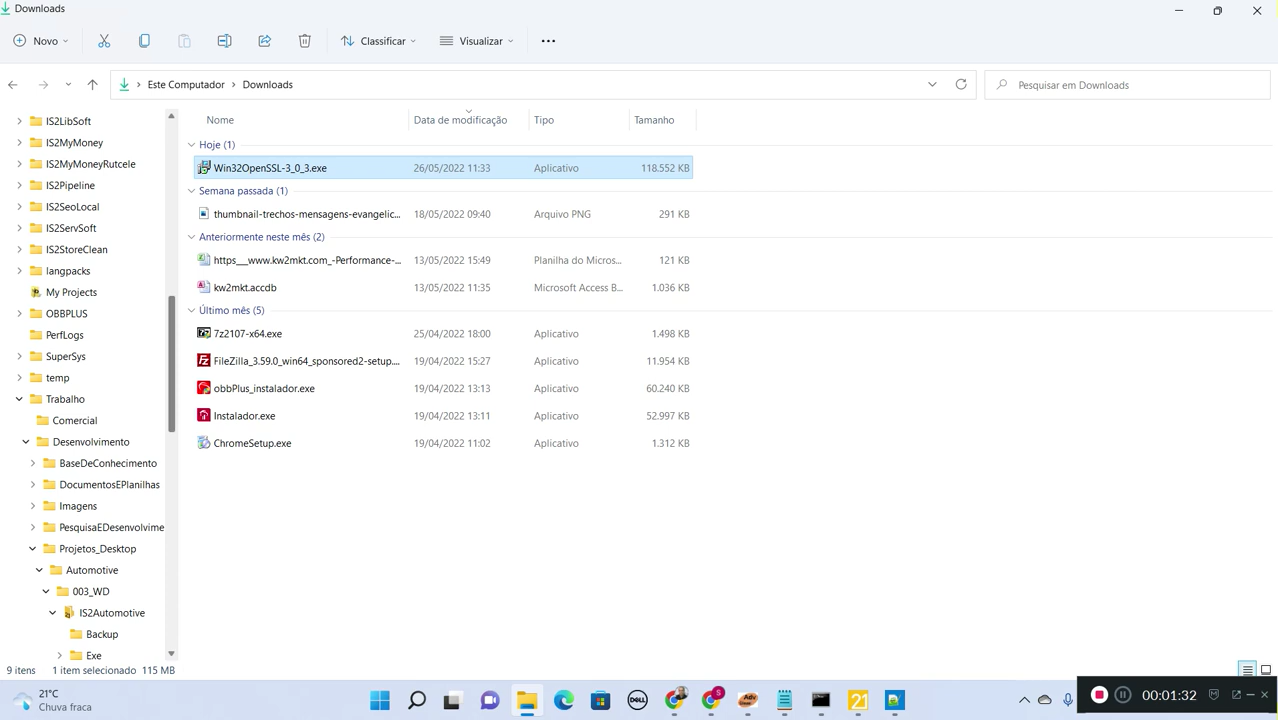 Downloads
Novo
Classificar
Visualizar
Este Computador > Downloads
Pesquisar em Downloads
IS2LibSoft
IS2MyMoney
IS2MyMoneyRutcele
IS2Pipeline
IS2SeoLocal
IS2ServSoft
IS2StoreClean
langpacks
My Projects
OBBPLUS
PerfLogs
SuperSys
temp
Trabalho
Comercial
Desenvolvimento
BaseDeConhecimento
DocumentosEPlanilhas
Imagens
PesquisaEDesenvolvime
Projetos_Desktop
Automotive
003_WD
IS2Automotive
Backup
Exe
Nome Data de modificação Tipo Tamanho
Hoje (1)
Win32OpenSSL-3_0_3.exe 26/05/2022 11:33 Aplicativo 118.552 KB
Semana passada (1)
thumbnail-trechos-mensagens-evangelic... 18/05/2022 09:40 Arquivo PNG 291 KB
Anteriormente neste mês (2)
https___www.kw2mkt.com_-Performance-... 13/05/2022 15:49 Planilha do Micros... 121 KB
kw2mkt.accdb 13/05/2022 11:35 Microsoft Access B... 1.036 KB
Último mês (5)
7z2107-x64.exe 25/04/2022 18:00 Aplicativo 1.498 KB
FileZilla_3.59.0_win64_sponsored2-setup.... 19/04/2022 15:27 Aplicativo 11.954 KB
obbPlus_instalador.exe 19/04/2022 13:13 Aplicativo 60.240 KB
Instalador.exe 19/04/2022 13:11 Aplicativo 52.997 KB
ChromeSetup.exe 19/04/2022 11:02 Aplicativo 1.312 KB
9 itens 1 item selecionado 115 MB
21°C
Chuva fraca
DELL
S
Adv
21
00:01:32